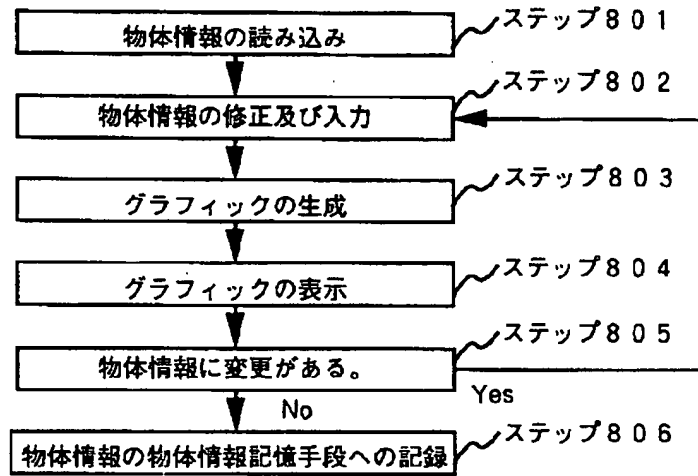 物体情報の読み込み
ステップ801
物体情報の修正及び入力
ステップ802
グラフィックの生成
ステップ803
グラフィックの表示
ステップ804
物体情報に変更がある。
ステップ805
No
Yes
物体情報の物体情報記憶手段への記録
ステップ806